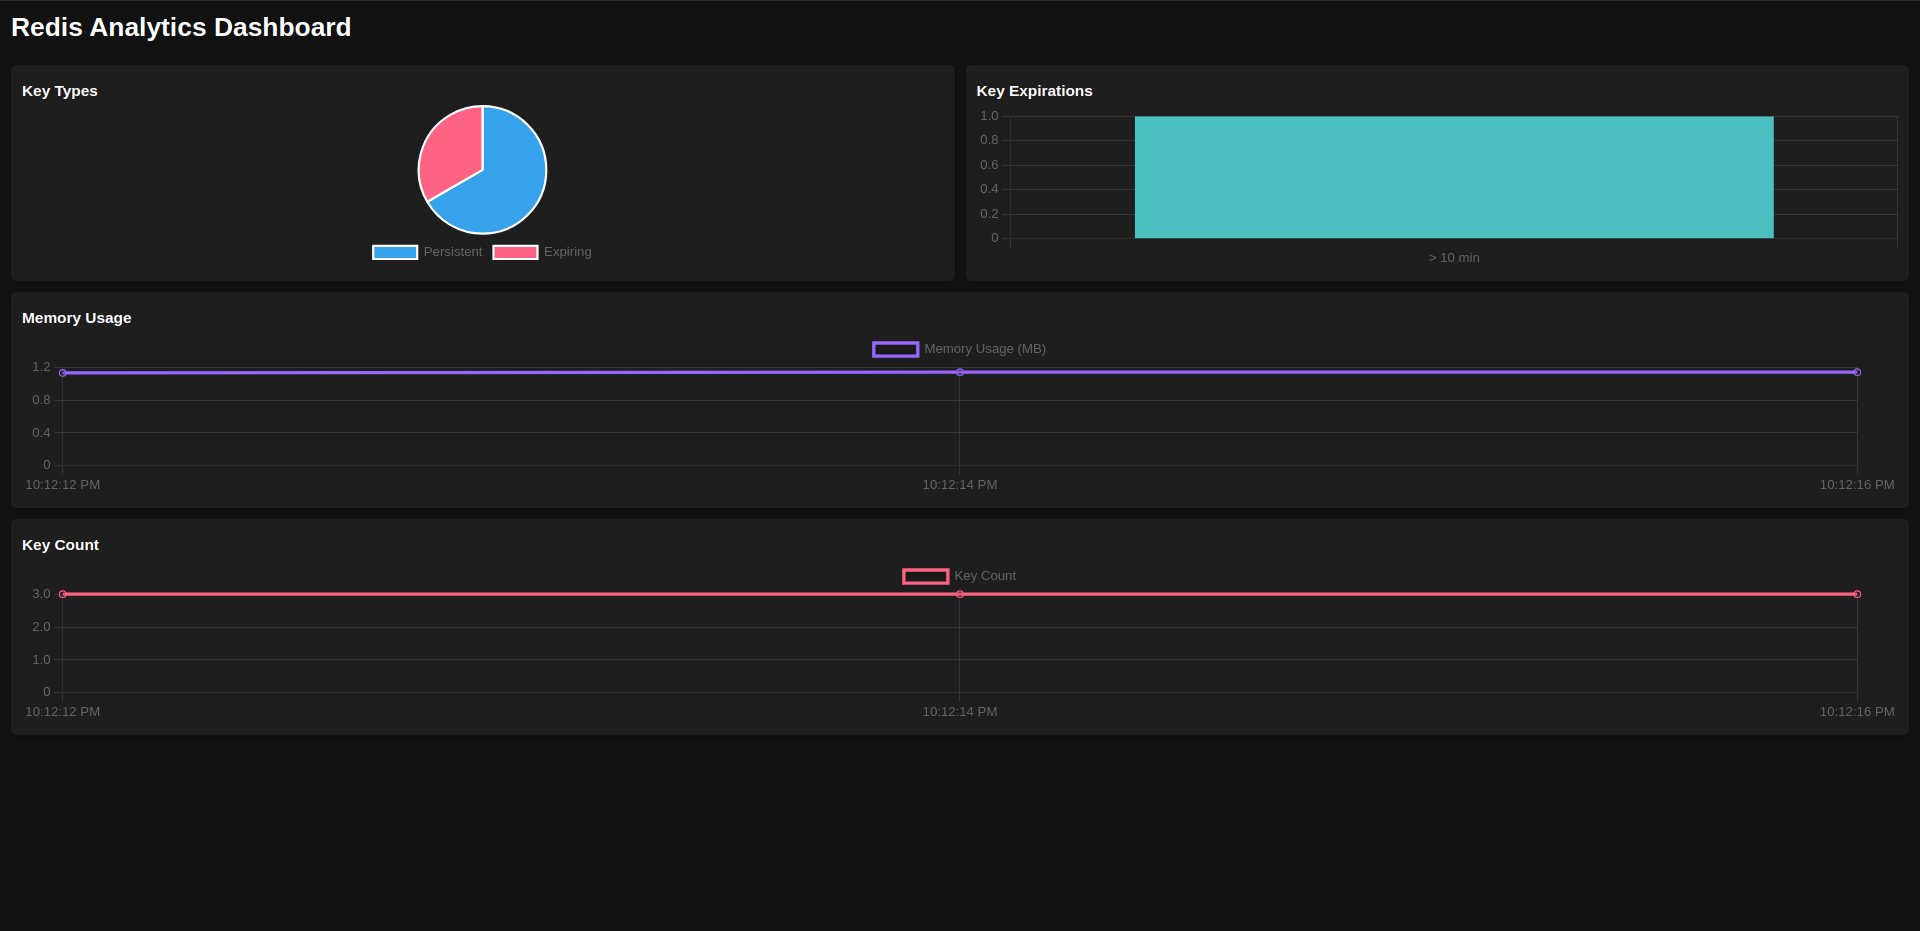 Redis Analytics Dashboard
Key Types
Persistent Expiring
Key Expirations
1.0
0.8
0.6
0.4
0.2
0
> 10 min
Memory Usage
Memory Usage (MB)
1.2
0.8
0.4
0
10:12:12 PM 10:12:14 PM 10:12:16 PM
Key Count
Key Count
3.0
2.0
1.0
0
10:12:12 PM 10:12:14 PM 10:12:16 PM